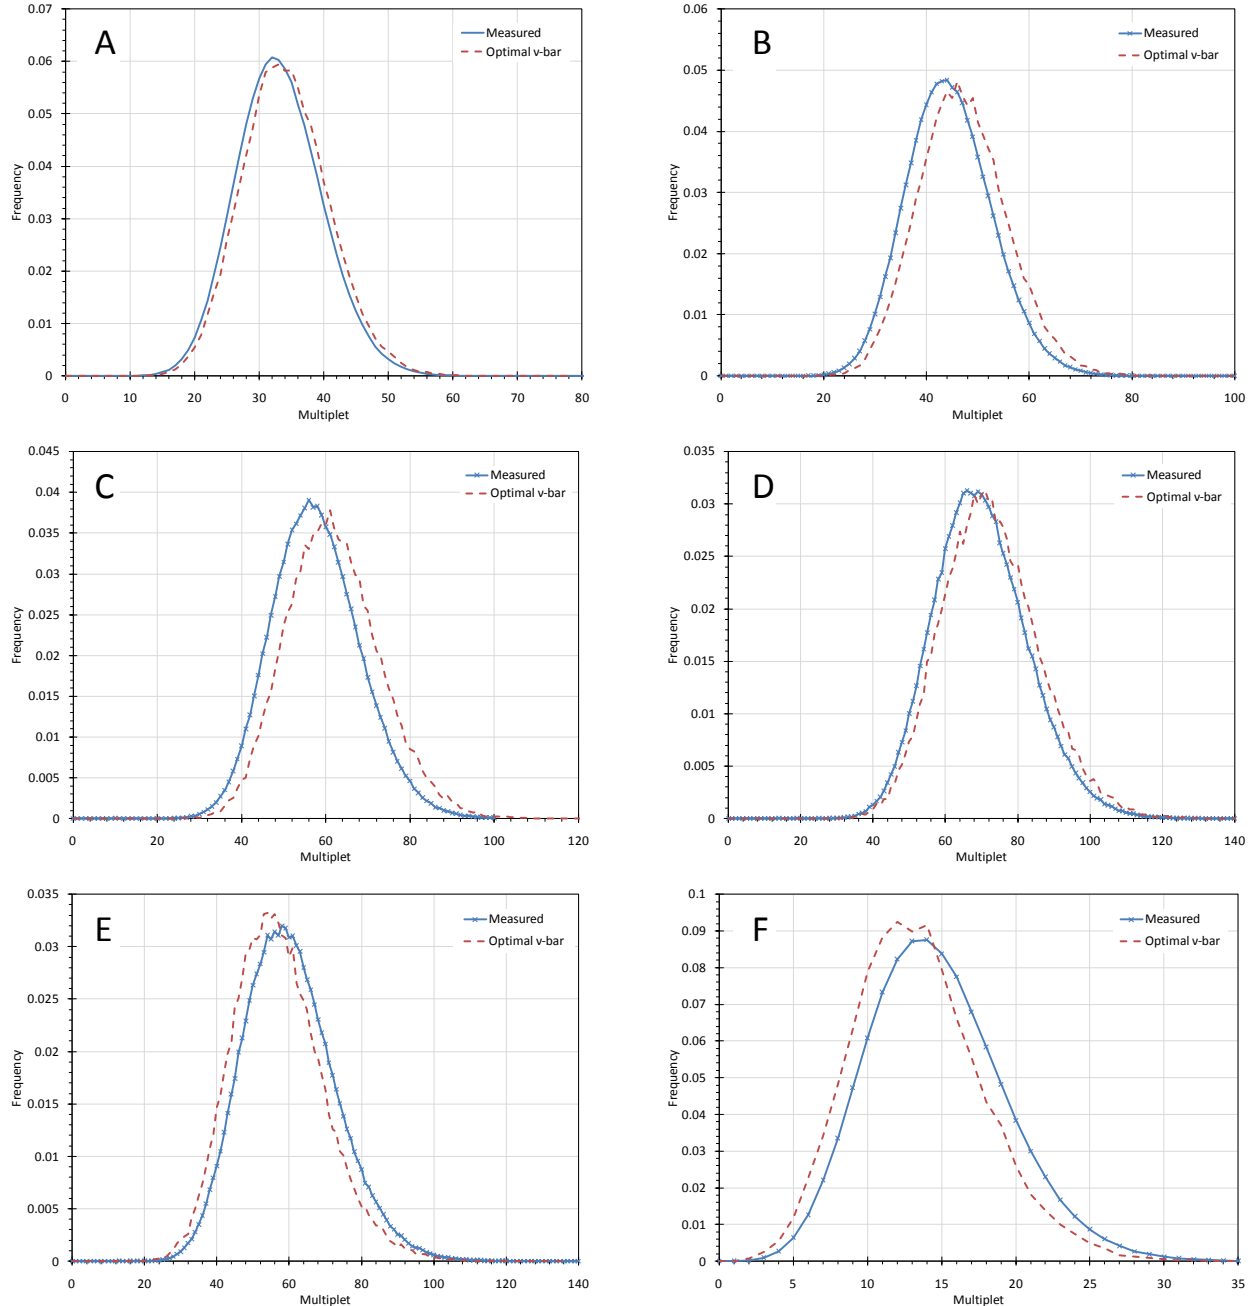 A
Measured
Optimal v-bar
0.07
0.06
0.05
0.04
0.03
0.02
0.01
0
Frequency
0 10 20 30 40 50 60 70 80
Multiplet
B
Measured
Optimal v-bar
0.06
0.05
0.04
0.03
0.02
0.01
0
Frequency
0 20 40 60 80 100
Multiplet
C
Measured
Optimal v-bar
0.045
0.04
0.035
0.03
0.025
0.02
0.015
0.01
0.005
0
Frequency
0 20 40 60 80 100 120
Multiplet
D
Measured
Optimal v-bar
0.035
0.03
0.025
0.02
0.015
0.01
0.005
0
Frequency
0 20 40 60 80 100 120 140
Multiplet
E
Measured
Optimal v-bar
0.035
0.03
0.025
0.02
0.015
0.01
0.005
0
Frequency
0 20 40 60 80 100 120 140
Multiplet
F
Measured
Optimal v-bar
0.1
0.09
0.08
0.07
0.06
0.05
0.04
0.03
0.02
0.01
0
Frequency
0 5 10 15 20 25 30 35
Multiplet